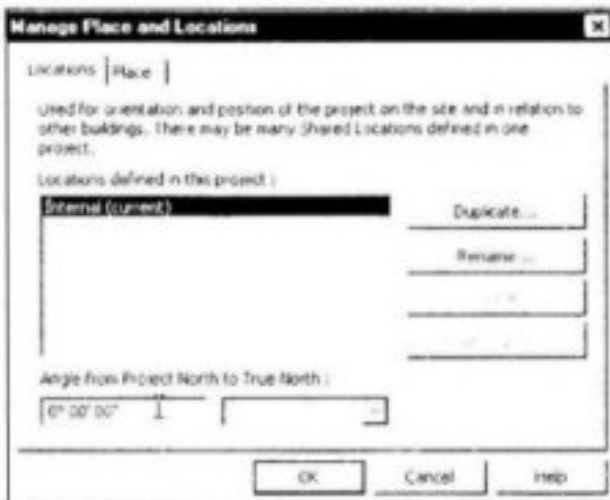 Manage Place and Locations
Locations
Place
Used for orientation and position of the project on the site and in relation to
other buildings. There may be many Shared Locations defined in one
project.
Locations defined in this project :
Internal (current)
Duplicate...
Rename ...
Angle from Project North to True North :
0° 00' 00"
OK
Cancel
Help